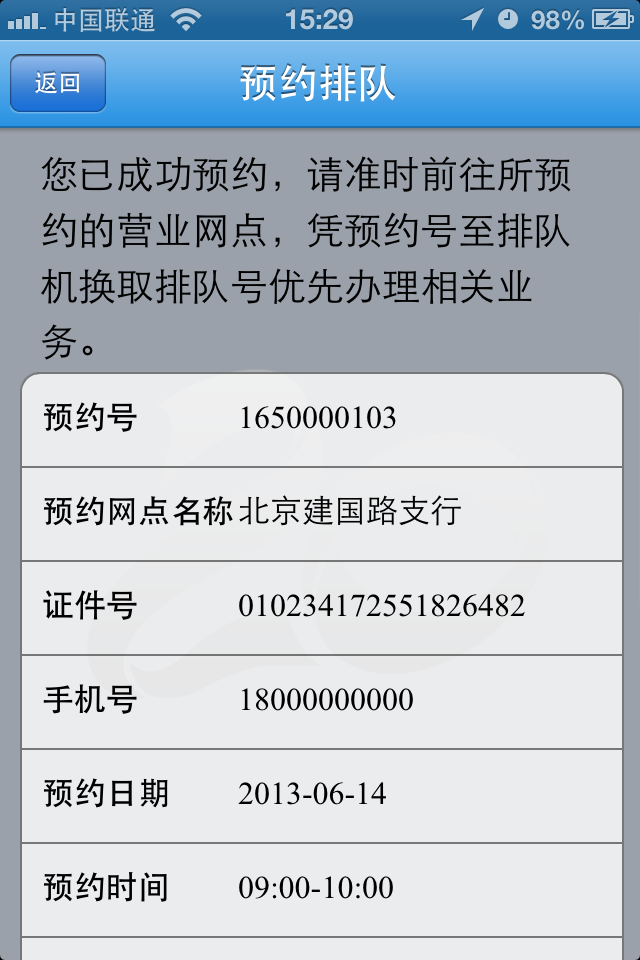 中国联通 15:29 98%
返回 预约排队
您已成功预约，请准时前往所预
约的营业网点，凭预约号至排队
机换取排队号优先办理相关业
务。
预约号 1650000103
预约网点名称 北京建国路支行
证件号 010234172551826482
手机号 18000000000
预约日期 2013-06-14
预约时间 09:00-10:00